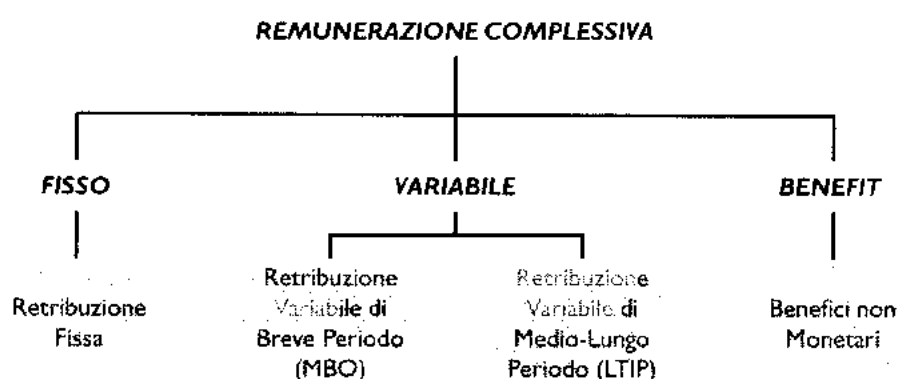 REMUNERAZIONE COMPLESSIVA
FISSO
VARIABILE
BENEFIT
Retribuzione
Fissa
Retribuzione
Variabile di
Breve Periodo
(MBO)
Retribuzione
Variabile di
Medio-Lungo
Periodo (LTIP)
Benefici non
Monetari